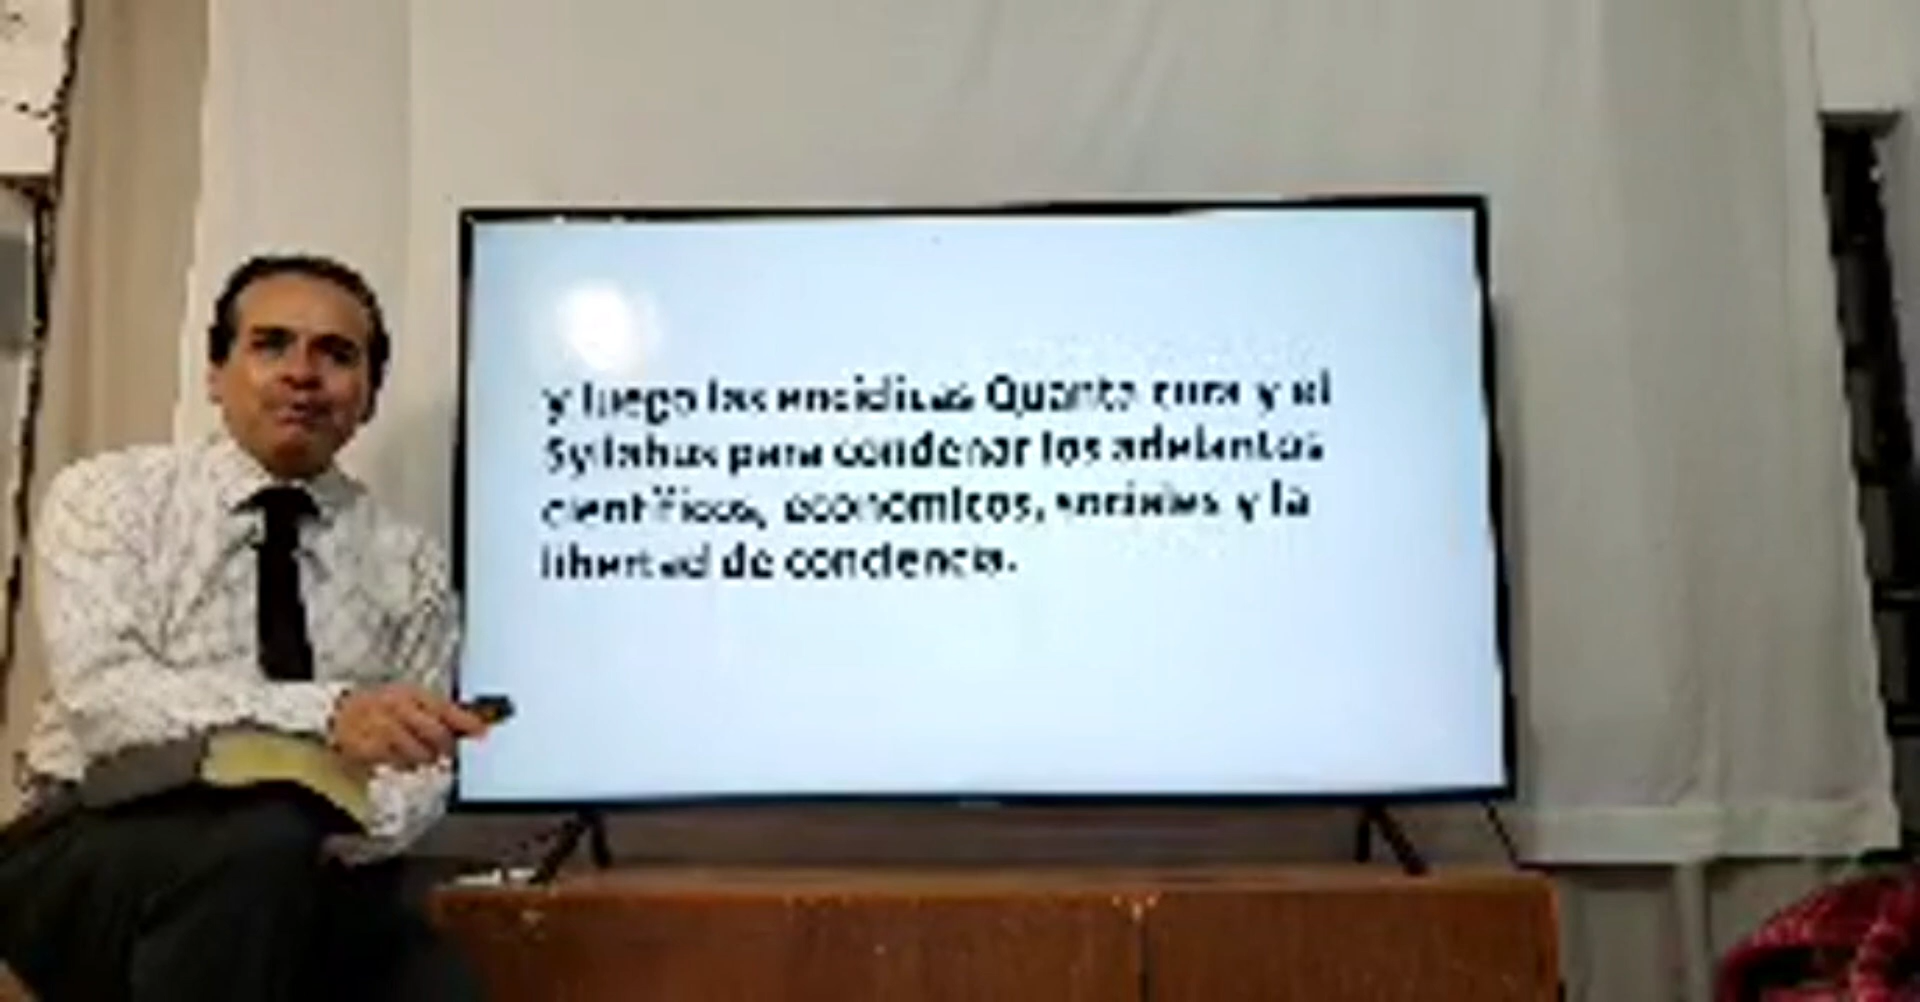 y luego las encíclicas Quanta cura y el
Syllabus para condenar los adelantos
científicos, económicos, sociales y la
libertad de conciencia.